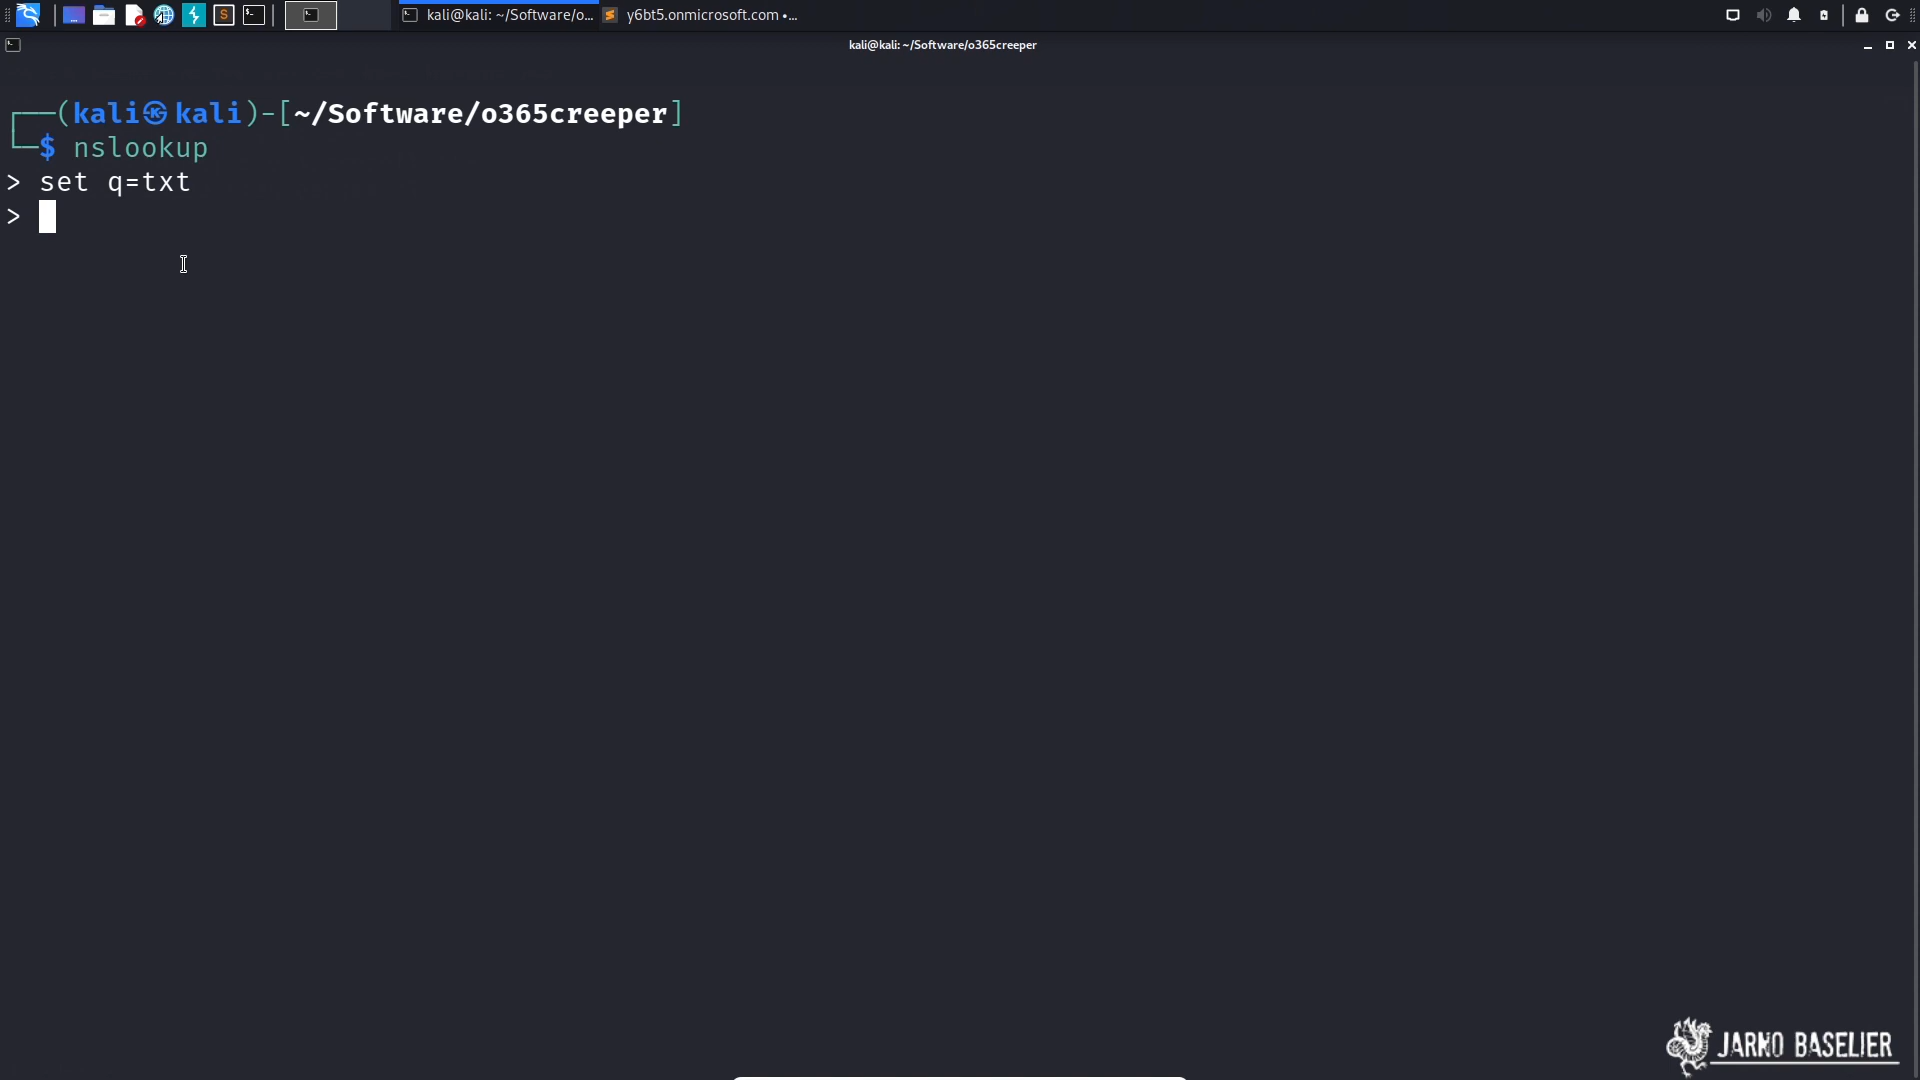 kali@kali: ~/Software/o...
y6bt5.onmicrosoft.com •...
kali@kali: ~/Software/o365creeper
┌──(kali㉿kali)-[~/Software/o365creeper]
└─$ nslookup
> set q=txt
>
JARNO BASELIER